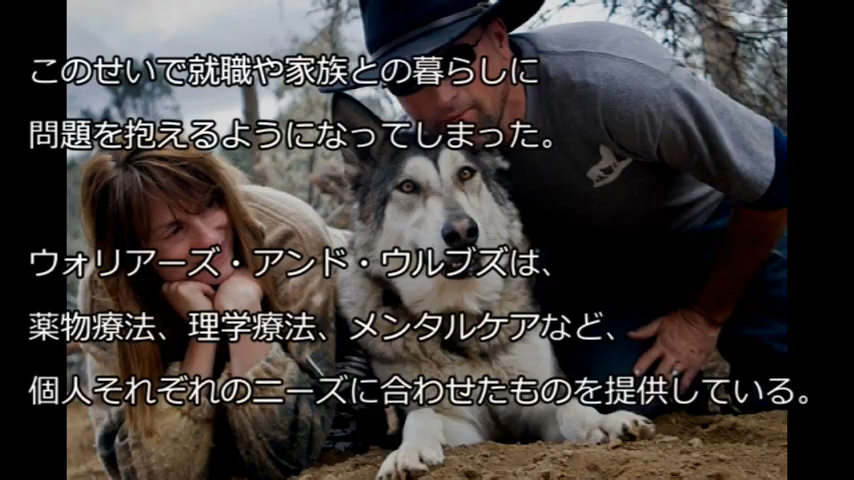 このせいで就職や家族との暮らしに
問題を抱えるようになってしまった。
ウォリアーズ・アンド・ウルブズは、
薬物療法、理学療法、メンタルケアなど、
個人それぞれのニーズに合わせたものを提供している。